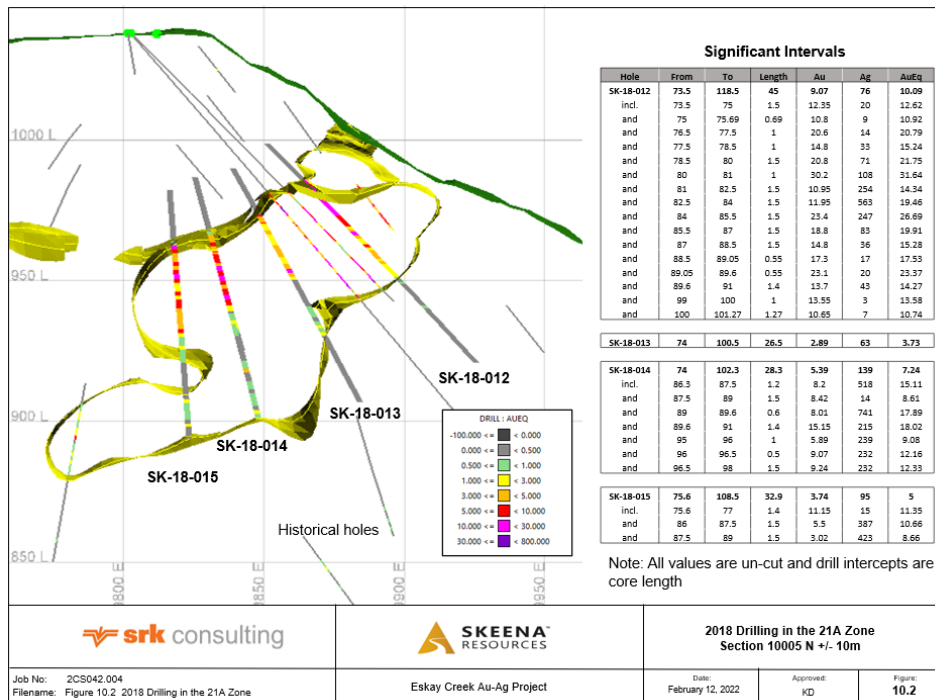 Significant Intervals
Hole From To Length Au Ag AuEq
SK-18-012 73.5 118.5 45 9.07 76 10.09
incl. 73.5 75 1.5 12.35 20 12.62
and 75 75.69 0.69 10.8 9 10.92
and 76.5 77.5 1 20.6 14 20.79
and 77.5 78.5 1 14.8 33 15.24
and 78.5 80 1.5 20.8 71 21.75
and 80 81 1 30.2 108 31.64
and 81 82.5 1.5 10.95 254 14.34
and 82.5 84 1.5 11.95 563 19.46
and 84 85.5 1.5 23.4 247 26.69
and 85.5 87 1.5 18.8 83 19.91
and 87 88.5 1.5 14.8 36 15.28
and 88.5 89.05 0.55 17.3 17 17.53
and 89.05 89.6 0.55 23.1 20 23.37
and 89.6 91 1.4 13.7 43 14.27
and 99 100 1 13.55 3 13.58
and 100 101.27 1.27 10.65 7 10.74
SK-18-013 74 100.5 26.5 2.89 63 3.73
SK-18-014 74 102.3 28.3 5.39 139 7.24
incl. 86.3 87.5 1.2 8.2 518 15.11
and 87.5 89 1.5 8.42 14 8.61
and 89 89.6 0.6 8.01 741 17.89
and 89.6 91 1.4 15.15 215 18.02
and 95 96 1 5.89 239 9.08
and 96 96.5 0.5 9.07 232 12.16
and 96.5 98 1.5 9.24 232 12.33
SK-18-015 75.6 108.5 32.9 3.74 95 5
incl. 75.6 77 1.4 11.15 15 11.35
and 86 87.5 1.5 5.5 387 10.66
and 87.5 89 1.5 3.02 423 8.66
Note: All values are un-cut and drill intercepts are
core length
1000 L
950 L
900 L
850 L
9800 E
9850 E
9900 E
9950 E
SK-18-012
SK-18-013
SK-18-014
SK-18-015
Historical holes
DRILL : AUEQ
-100.000 <= < 0.000
0.000 <= < 0.500
0.500 <= < 1.000
1.000 <= < 3.000
3.000 <= < 5.000
5.000 <= < 10.000
10.000 <= < 30.000
30.000 <= < 800.000
srk consulting
SKEENA™
RESOURCES
2018 Drilling in the 21A Zone
Section 10005 N +/- 10m
Job No: 2CS042.004
Filename: Figure 10.2 2018 Drilling in the 21A Zone
Eskay Creek Au-Ag Project
Date:
February 12, 2022
Approved:
KD
Figure:
10.2